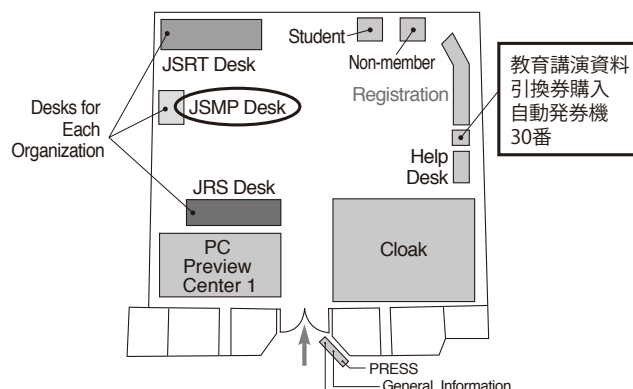 Student
Non-member
JSRT Desk
Registration
教育講演資料
引換券購入
自動発券機
30番
Desks for
Each
Organization
JSMP Desk
Help
Desk
JRS Desk
PC
Preview
Center 1
Cloak
PRESS
General Information